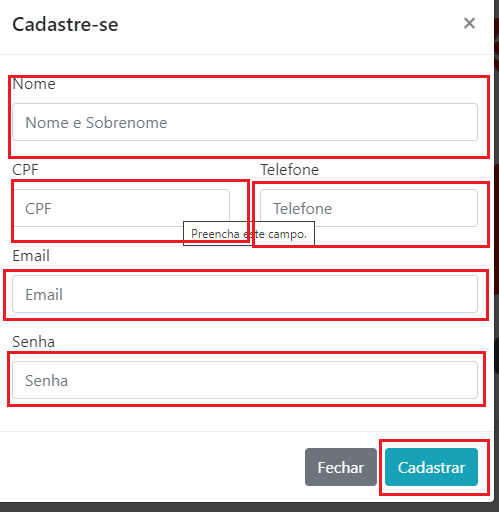 Cadastre-se ×
Nome
Nome e Sobrenome
CPF Telefone
CPF Telefone
Preencha este campo.
Email
Email
Senha
Senha
Fechar Cadastrar